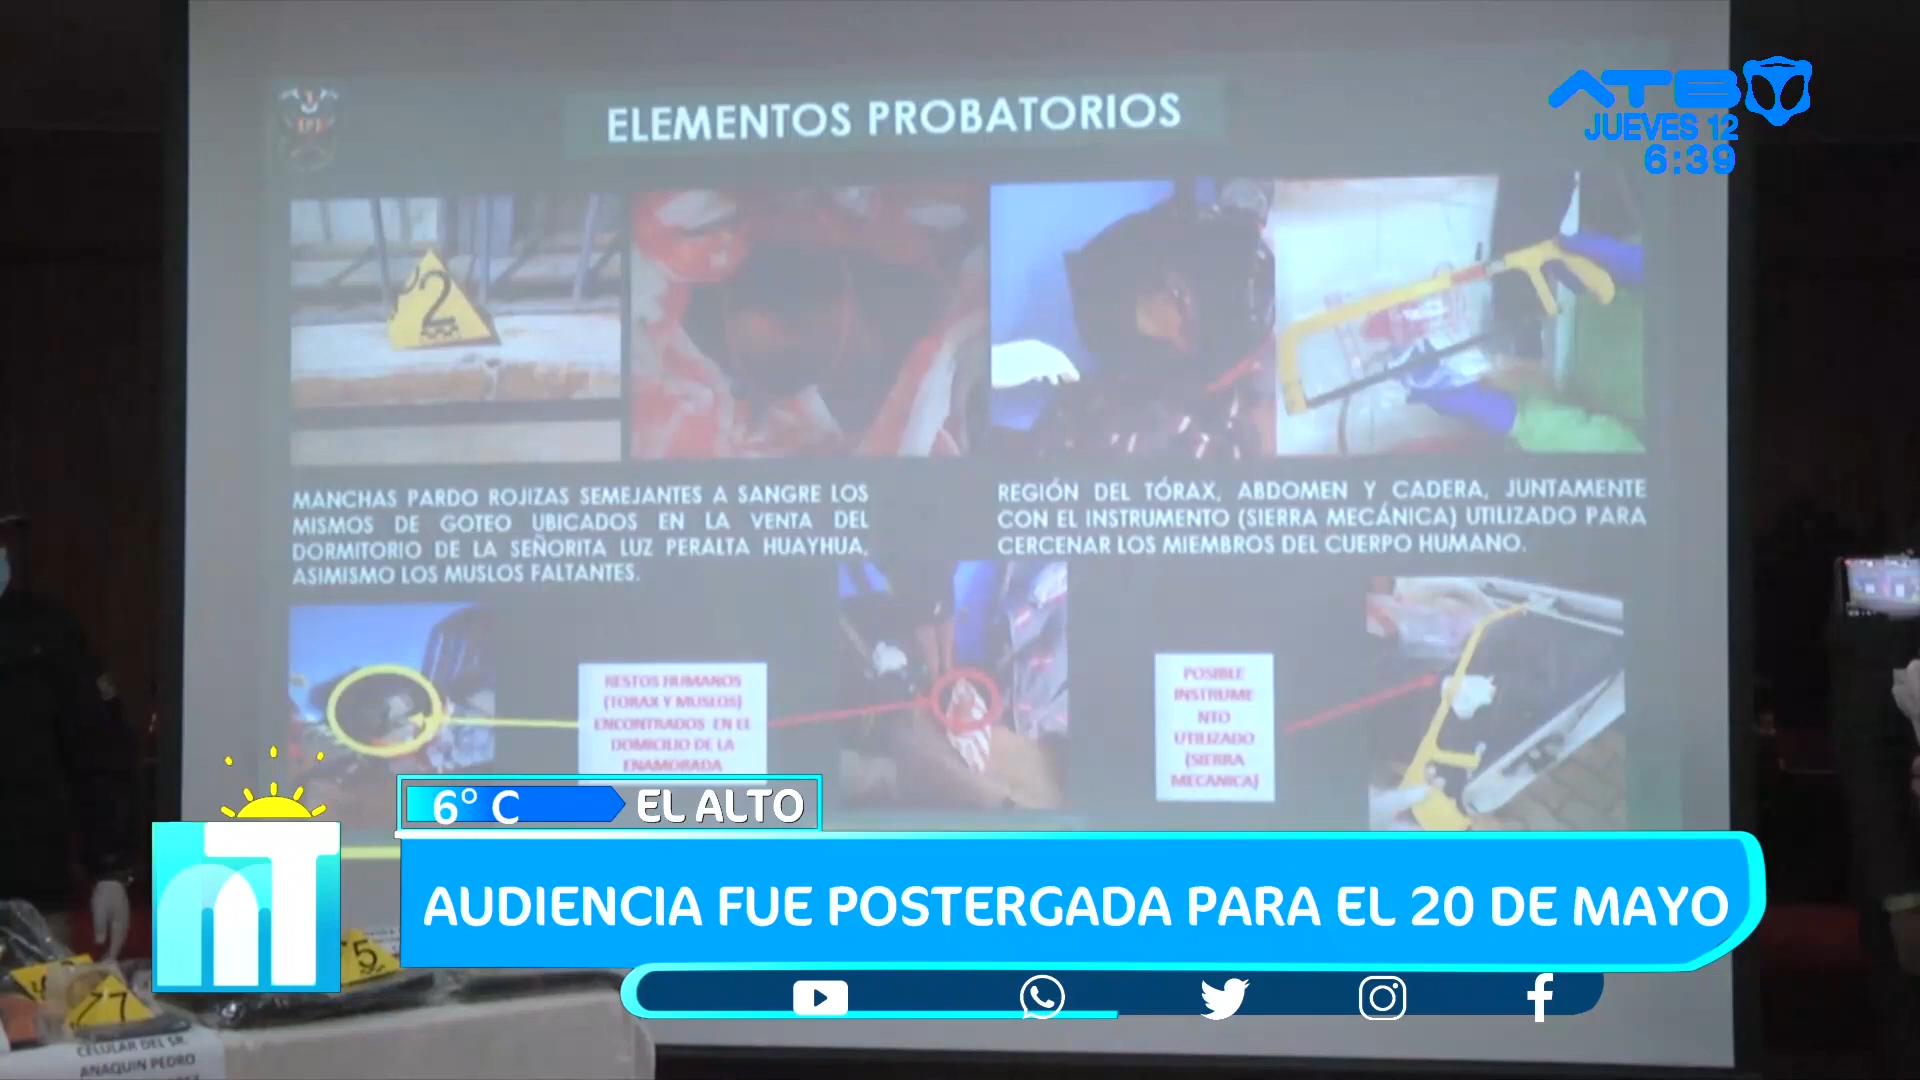 ELEMENTOS PROBATORIOS
ATB
JUEVES 12
6:39
2
MANCHAS PARDO ROJIZAS SEMEJANTES A SANGRE LOS
MISMOS DE GOTEO UBICADOS EN LA VENTA DEL
DORMITORIO DE LA SEÑORITA LUZ PERALTA HUAYHUA,
ASIMISMO LOS MUSLOS FALTANTES.
REGIÓN DEL TÓRAX, ABDOMEN Y CADERA, JUNTAMENTE
CON EL INSTRUMENTO (SIERRA MECÁNICA) UTILIZADO PARA
CERCENAR LOS MIEMBROS DEL CUERPO HUMANO.
RESTOS HUMANOS
(TORAX Y MUSLOS)
ENCONTRADOS EN EL
DOMICILIO DE LA
ENAMORADA
POSIBLE
INSTRUME
NTO
UTILIZADO
(SIERRA
MECANICA)
6° C
EL ALTO
AUDIENCIA FUE POSTERGADA PARA EL 20 DE MAYO
5
27
CELULAR DEL SR.
ANAQUIN PEDRO